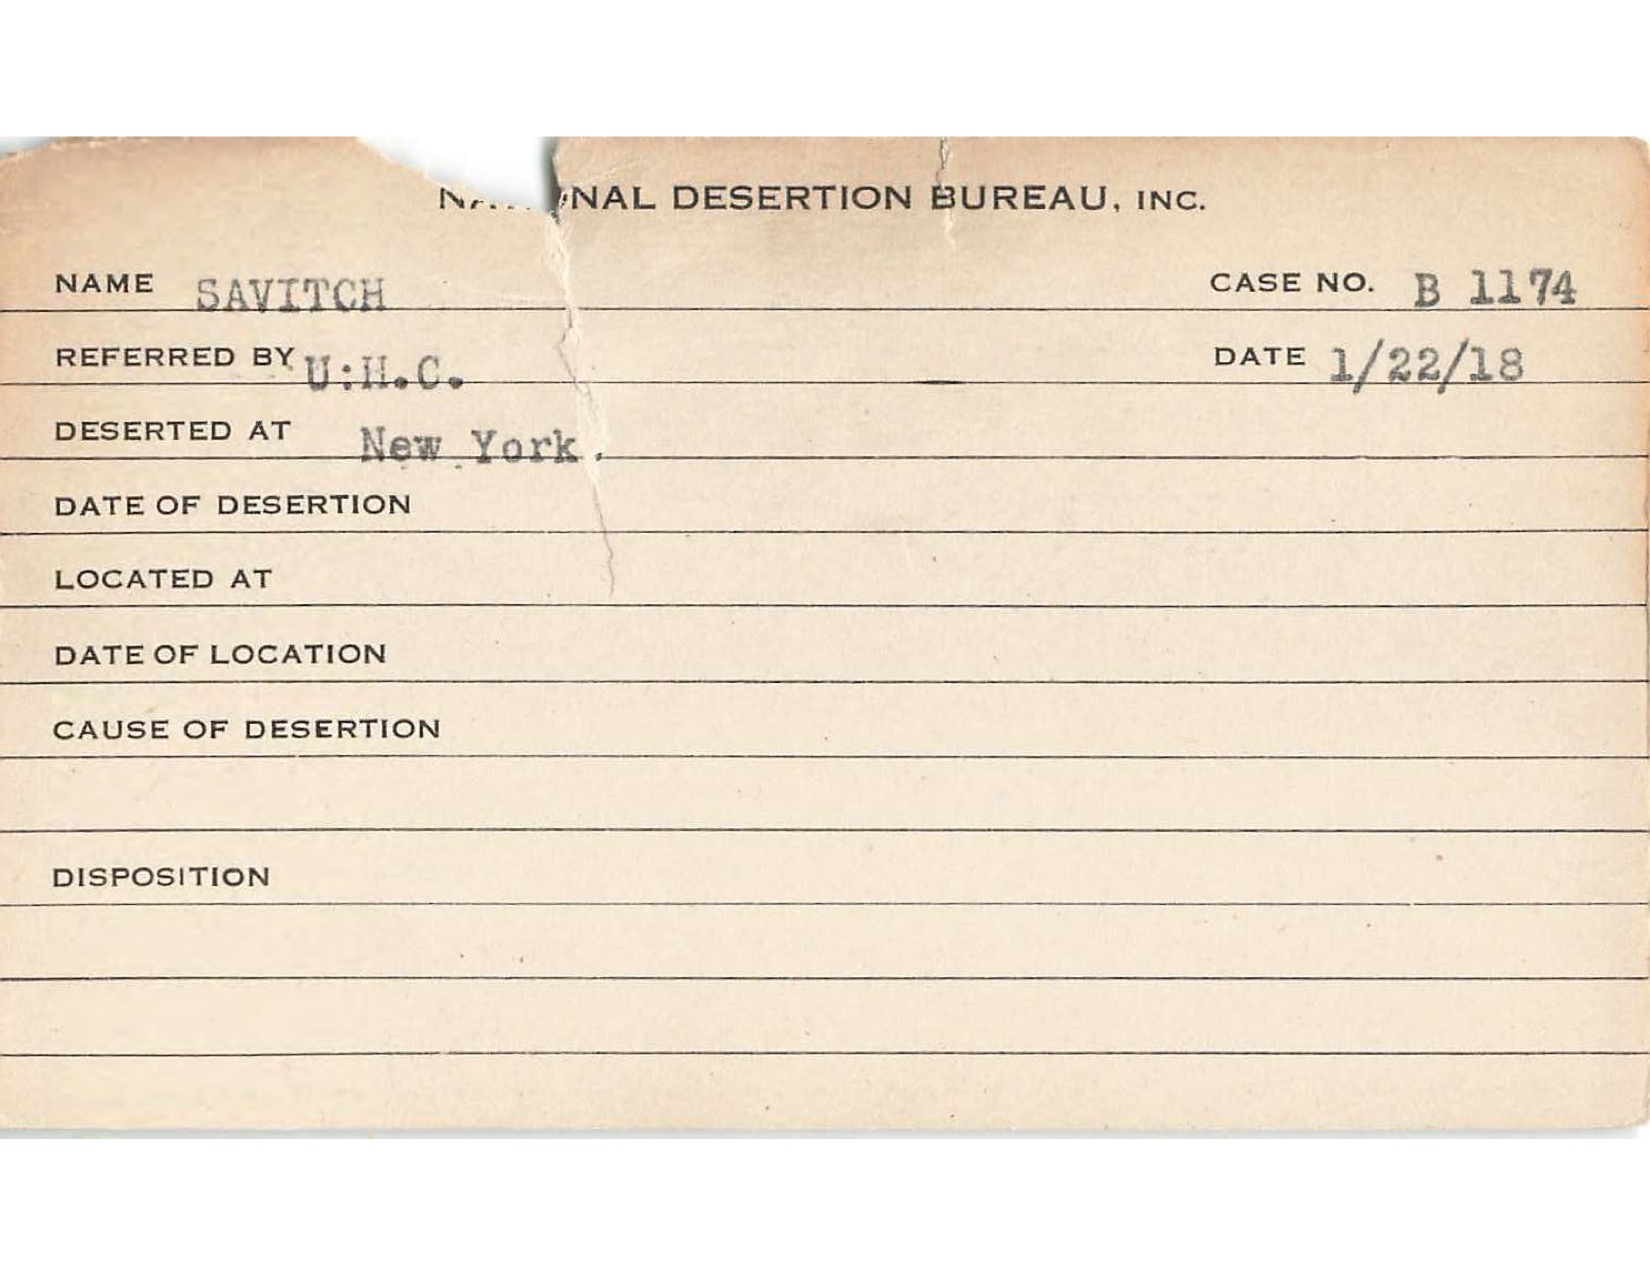 NATIONAL DESERTION BUREAU, INC.
NAME SAVITCH CASE NO. B 1174
REFERRED BY U:H.C. DATE 1/22/18
DESERTED AT New York.
DATE OF DESERTION
LOCATED AT
DATE OF LOCATION
CAUSE OF DESERTION
DISPOSITION